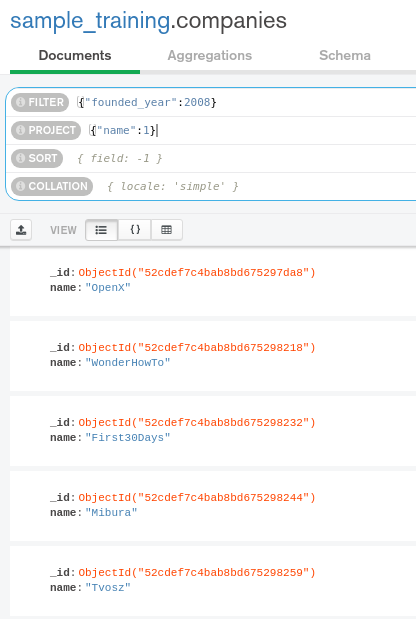 sample_training.companies
Documents Aggregations Schema
FILTER {"founded_year":2008}
PROJECT {"name":1}
SORT { field: -1 }
COLLATION { locale: 'simple' }
VIEW { }
_id: ObjectId("52cdef7c4bab8bd675297da8")
name: "OpenX"
_id: ObjectId("52cdef7c4bab8bd675298218")
name: "WonderHowTo"
_id: ObjectId("52cdef7c4bab8bd675298232")
name: "First30Days"
_id: ObjectId("52cdef7c4bab8bd675298244")
name: "Mibura"
_id: ObjectId("52cdef7c4bab8bd675298259")
name: "Tvosz"